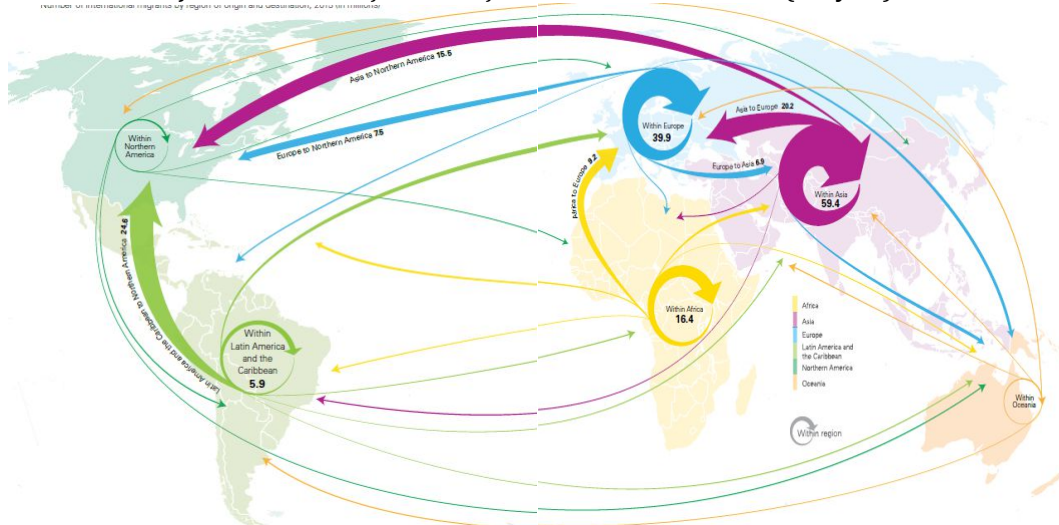 Number of international migrants by region of origin and destination, 2015 (in millions)
Asia to Northern America 15.5
Europe to Northern America 7.5
Within
Northern
America
Latin America and the Caribbean to Northern America 24.6
Within
Latin America
and the
Caribbean
5.9
Within Europe
39.9
Asia to Europe 20.2
Europe to Asia 6.9
Within Asia
59.4
Africa to Europe 9.2
Within Africa
16.4
Africa
Asia
Europe
Latin America and
the Caribbean
Northern America
Oceania
Within
Oceania
Within region